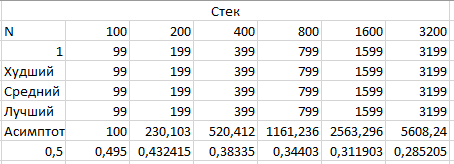 Стек
N 100 200 400 800 1600 3200
1 99 199 399 799 1599 3199
Худший 99 199 399 799 1599 3199
Средний 99 199 399 799 1599 3199
Лучший 99 199 399 799 1599 3199
Асимптот 100 230,103 520,412 1161,236 2563,296 5608,24
0,5 0,495 0,432415 0,38335 0,34403 0,311903 0,285205